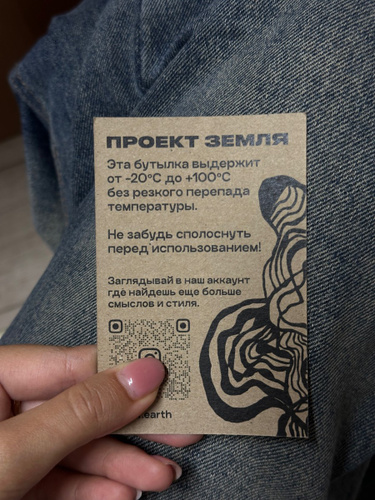 ПРОЕКТ ЗЕМЛЯ
Эта бутылка выдержит
от -20°C до +100°C
без резкого перепада
температуры.
Не забудь сполоснуть
перед использованием!
Заглядывай в наш аккаунт
где найдешь еще больше
смыслов и стиля.
.earth